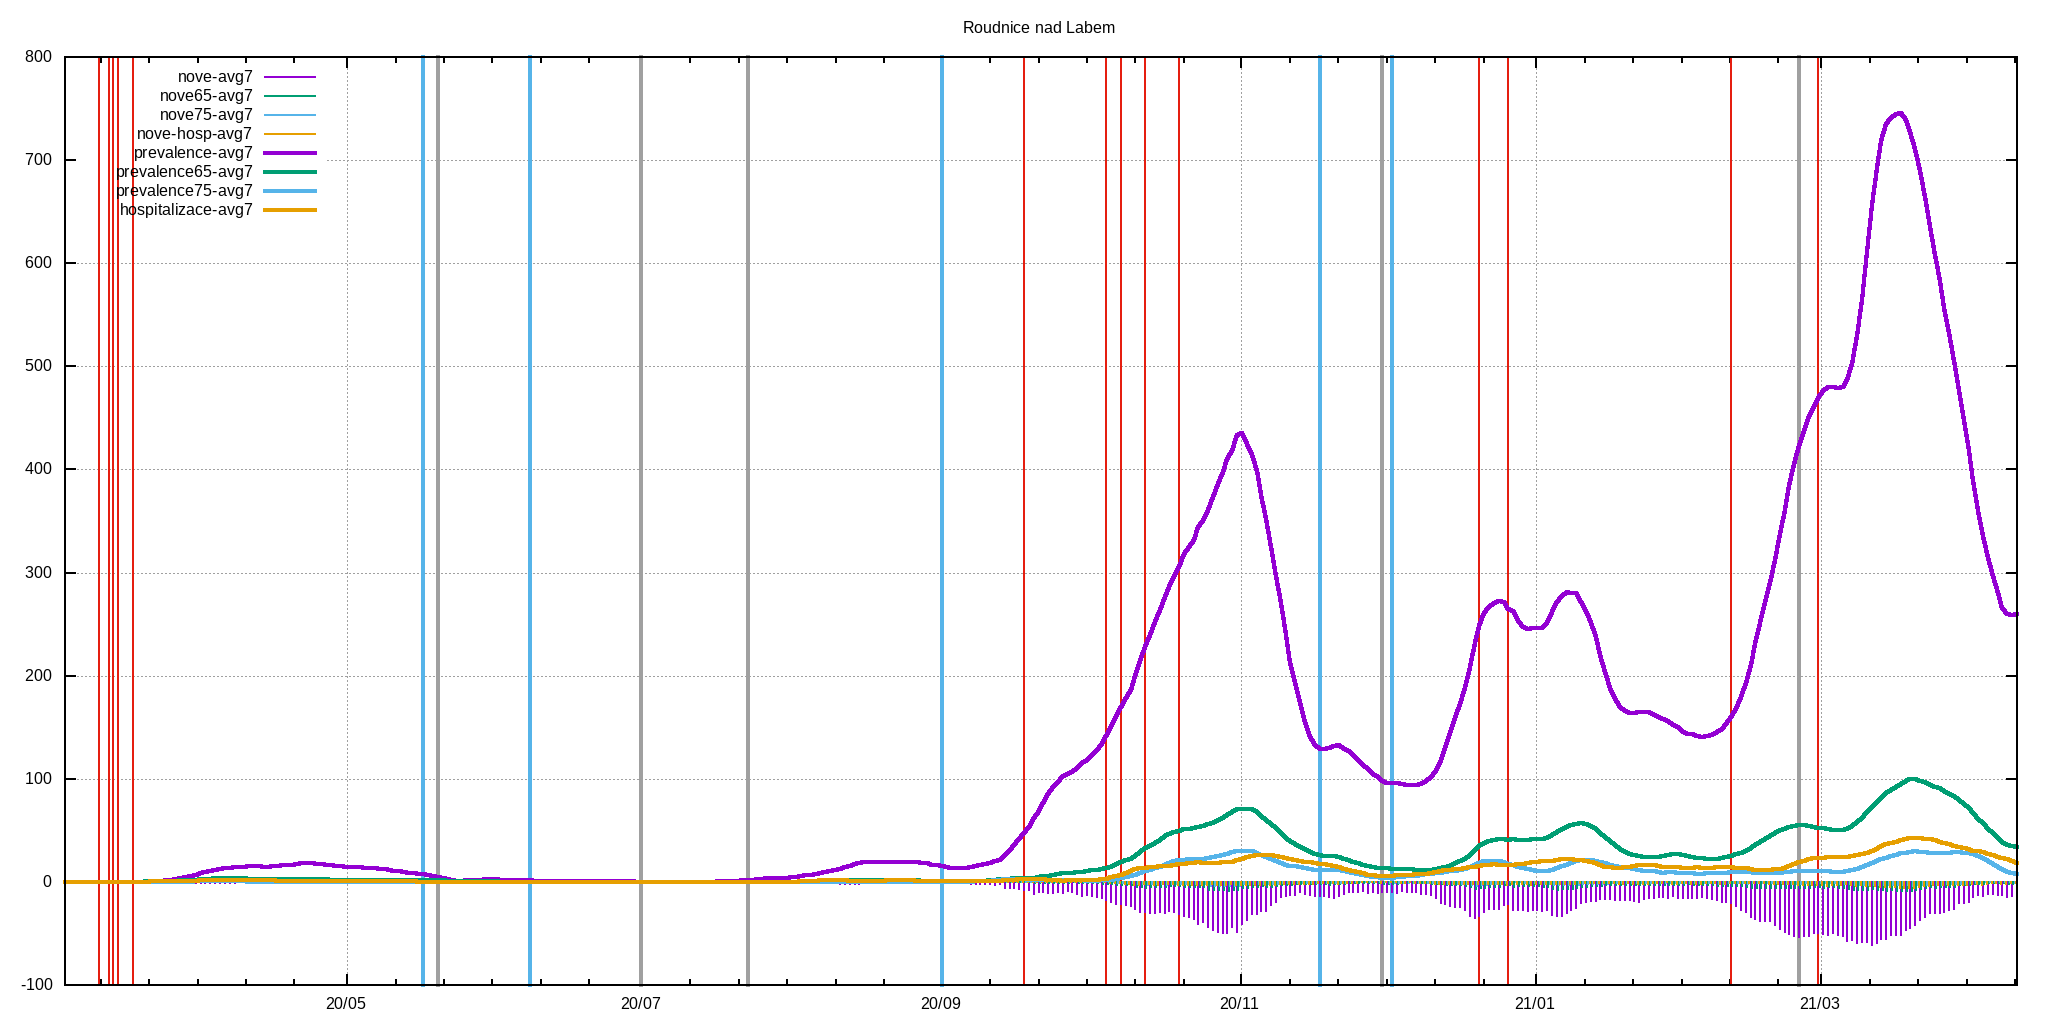 Roudnice nad Labem
800
700
600
500
400
300
200
100
0
-100
nove-avg7
nove65-avg7
nove75-avg7
nove-hosp-avg7
prevalence-avg7
prevalence65-avg7
prevalence75-avg7
hospitalizace-avg7
20/05
20/07
20/09
20/11
21/01
21/03